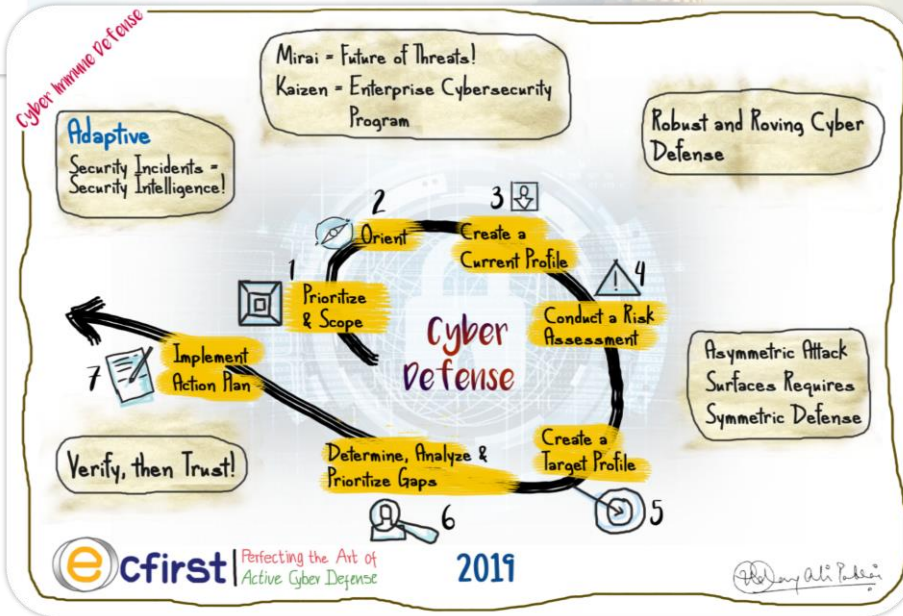 Cyber Immune Defense
Mirai = Future of Threats!
Kaizen = Enterprise Cybersecurity
Program
Adaptive
Security Incidents =
Security Intelligence!
Robust and Roving Cyber
Defense
1
Prioritize
& Scope
2
Orient
3
Create a
Current Profile
4
Conduct a Risk
Assessment
Cyber
Defense
Asymmetric Attack
Surfaces Requires
Symmetric Defense
Create a
Target Profile
5
Determine, Analyze &
Prioritize Gaps
6
Implement
Action Plan
7
Verify, then Trust!
ecfirst
Perfecting the Art of
Active Cyber Defense
2019